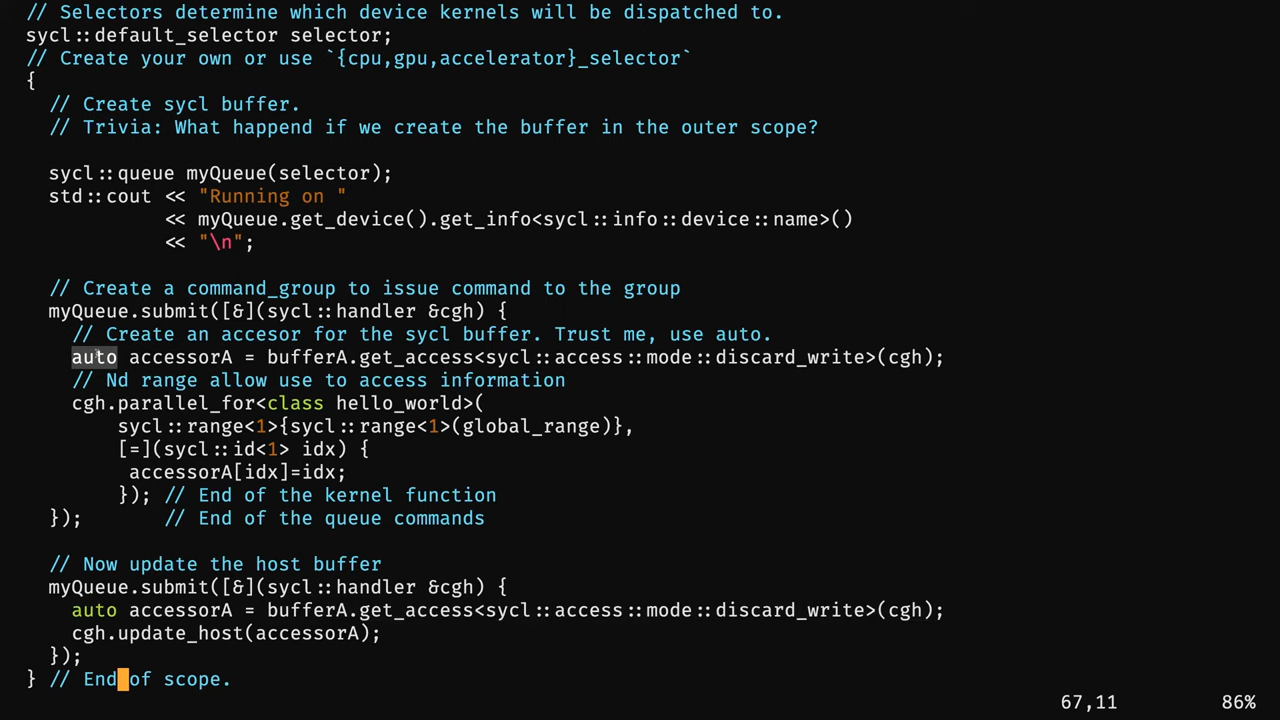 // Selectors determine which device kernels will be dispatched to.
sycl::default_selector selector;
// Create your own or use `{cpu,gpu,accelerator}_selector`
{
  // Create sycl buffer.
  // Trivia: What happend if we create the buffer in the outer scope?
  sycl::queue myQueue(selector);
  std::cout << "Running on "
            << myQueue.get_device().get_info<sycl::info::device::name>()
            << "\n";
  // Create a command_group to issue command to the group
  myQueue.submit([&](sycl::handler &cgh) {
    // Create an accesor for the sycl buffer. Trust me, use auto.
    auto accessorA = bufferA.get_access<sycl::access::mode::discard_write>(cgh);
    // Nd range allow use to access information
    cgh.parallel_for<class hello_world>(
        sycl::range<1>{sycl::range<1>(global_range)},
        [=](sycl::id<1> idx) {
         accessorA[idx]=idx;
        }); // End of the kernel function
  });       // End of the queue commands
  // Now update the host buffer
  myQueue.submit([&](sycl::handler &cgh) {
    auto accessorA = bufferA.get_access<sycl::access::mode::discard_write>(cgh);
    cgh.update_host(accessorA);
  });
} // End of scope.
67,11 86%